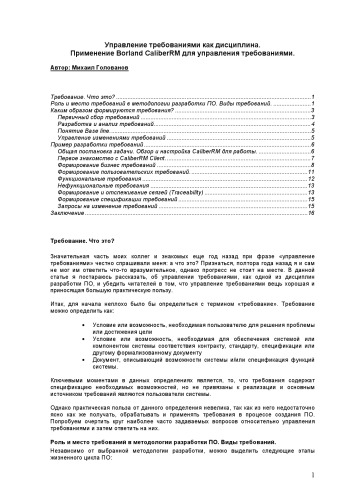 Управление требованиями как дисциплина.
Применение Borland CaliberRM для управления требованиями.
Автор: Михаил Голованов
Требование. Что это? ........ 1
Роль и место требований в методологии разработки ПО. Виды требований. ........ 1
Каким образом формируются требования? ........ 3
Первичный сбор требований ........ 3
Разработка и анализ требований ........ 4
Понятие Base line ........ 5
Управление изменениями требований ........ 5
Пример разработки требований ........ 6
Общая постановка задачи. Обзор и настройка CaliberRM для работы. ........ 6
Первое знакомство с CaliberRM Client ........ 7
Формирование бизнес требований ........ 8
Формирование пользовательских требований ........ 11
Функциональные требования ........ 12
Нефункциональные требования ........ 13
Формирование и отслеживание связей (Traceability) ........ 13
Формирование спецификации требований ........ 15
Запросы на изменение требований ........ 15
Заключение ........ 16
Требование. Что это?
Значительная часть моих коллег и знакомых еще год назад при фразе «управление
требованиями» честно спрашивали меня: а что это? Признаться, полтора года назад я и сам
не мог им ответить что-то вразумительное, однако прогресс не стоит на месте. В данной
статье я постараюсь рассказать, об управлении требованиями, как одной из дисциплин
разработки ПО, и убедить читателей в том, что управление требованиями вещь хорошая и
приносящая большую практическую пользу.
Итак, для начала неплохо было бы определиться с термином «требование». Требование
можно определить как:
• Условие или возможность, необходимая пользователю для решения проблемы
или достижения цели
• Условие или возможность, необходимая для обеспечения системой или
компонентом системы соответствия контракту, стандарту, спецификации или
другому формализованному документу
• Документ, описывающий возможности системы и/или спецификация функций
системы.
Ключевыми моментами в данных определениях является, то, что требования содержат
спецификацию необходимых возможностей, но не привязаны к реализации и основным
источником требований являются пользователи системы.
Однако практическая польза от данного определения невелика, так как из него недостаточно
ясно как же получать, обрабатывать и применять требования в процессе создания ПО.
Попробуем очертить круг наиболее часто задаваемых вопросов относительно управления
требованиями и затем ответить на них.
Роль и место требований в методологии разработки ПО. Виды требований.
Независимо от выбранной методологии разработки, можно выделить следующие этапы
жизненного цикла ПО:
1